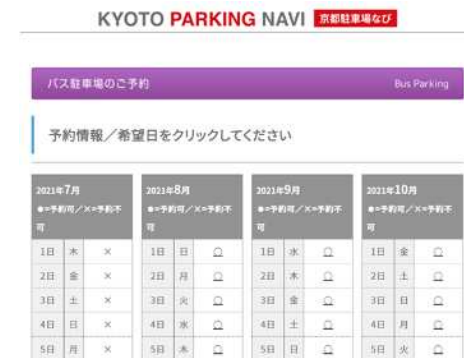 KYOTO PARKING NAVI 京都駐車場なび
バス駐車場のご予約 Bus Parking
予約情報／希望日をクリックしてください
2021年7月 2021年8月 2021年9月 2021年10月
●=予約可／×=予約不可 ●=予約可／×=予約不可 ●=予約可／×=予約不可 ●=予約可／×=予約不可
1日 木 × 1日 日 ○ 1日 水 ○ 1日 金 ○
2日 金 × 2日 月 ○ 2日 木 ○ 2日 土 ○
3日 土 × 3日 火 ○ 3日 金 ○ 3日 日 ○
4日 日 × 4日 水 ○ 4日 土 ○ 4日 月 ○
5日 月 × 5日 木 ○ 5日 日 ○ 5日 火 ○